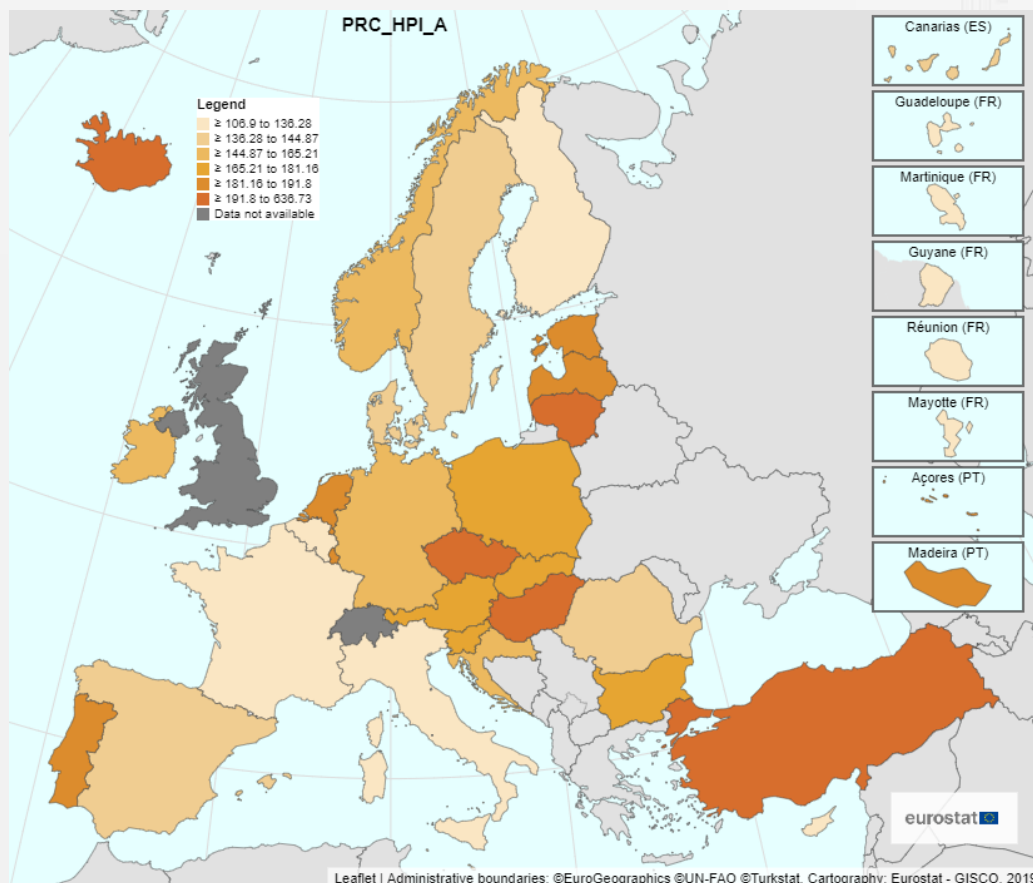 PRC_HPI_A
Legend
≥ 106.9 to 136.28
≥ 136.28 to 144.87
≥ 144.87 to 165.21
≥ 165.21 to 181.16
≥ 181.16 to 191.8
≥ 191.8 to 636.73
Data not available
Canarias (ES)
Guadeloupe (FR)
Martinique (FR)
Guyane (FR)
Réunion (FR)
Mayotte (FR)
Açores (PT)
Madeira (PT)
eurostat
Leaflet | Administrative boundaries: ©EuroGeographics ©UN-FAO ©Turkstat, Cartography: Eurostat - GISCO, 2018